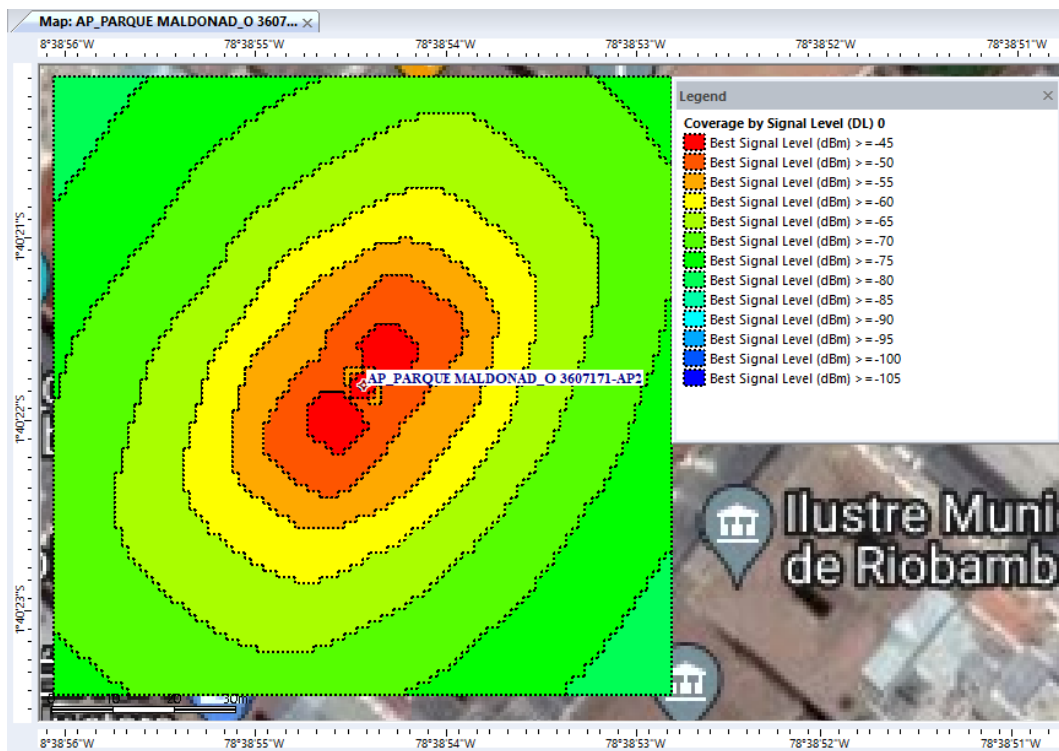 Map: AP_PARQUE MALDONAD_O 3607... ×
8°38'56"W 78°38'55"W 78°38'54"W 78°38'53"W 78°38'52"W 78°38'51"W
Legend ×
Coverage by Signal Level (DL) 0
Best Signal Level (dBm) >=-45
Best Signal Level (dBm) >=-50
Best Signal Level (dBm) >=-55
Best Signal Level (dBm) >=-60
Best Signal Level (dBm) >=-65
Best Signal Level (dBm) >=-70
Best Signal Level (dBm) >=-75
Best Signal Level (dBm) >=-80
Best Signal Level (dBm) >=-85
Best Signal Level (dBm) >=-90
Best Signal Level (dBm) >=-95
Best Signal Level (dBm) >=-100
Best Signal Level (dBm) >=-105
1°40'21"S
AP_PARQUE MALDONAD_O 3607171-AP2
1°40'22"S
Ilustre Muni
de Riobamb
1°40'23"S
0 10 20 30m
8°38'56"W 78°38'55"W 78°38'54"W 78°38'53"W 78°38'52"W 78°38'51"W